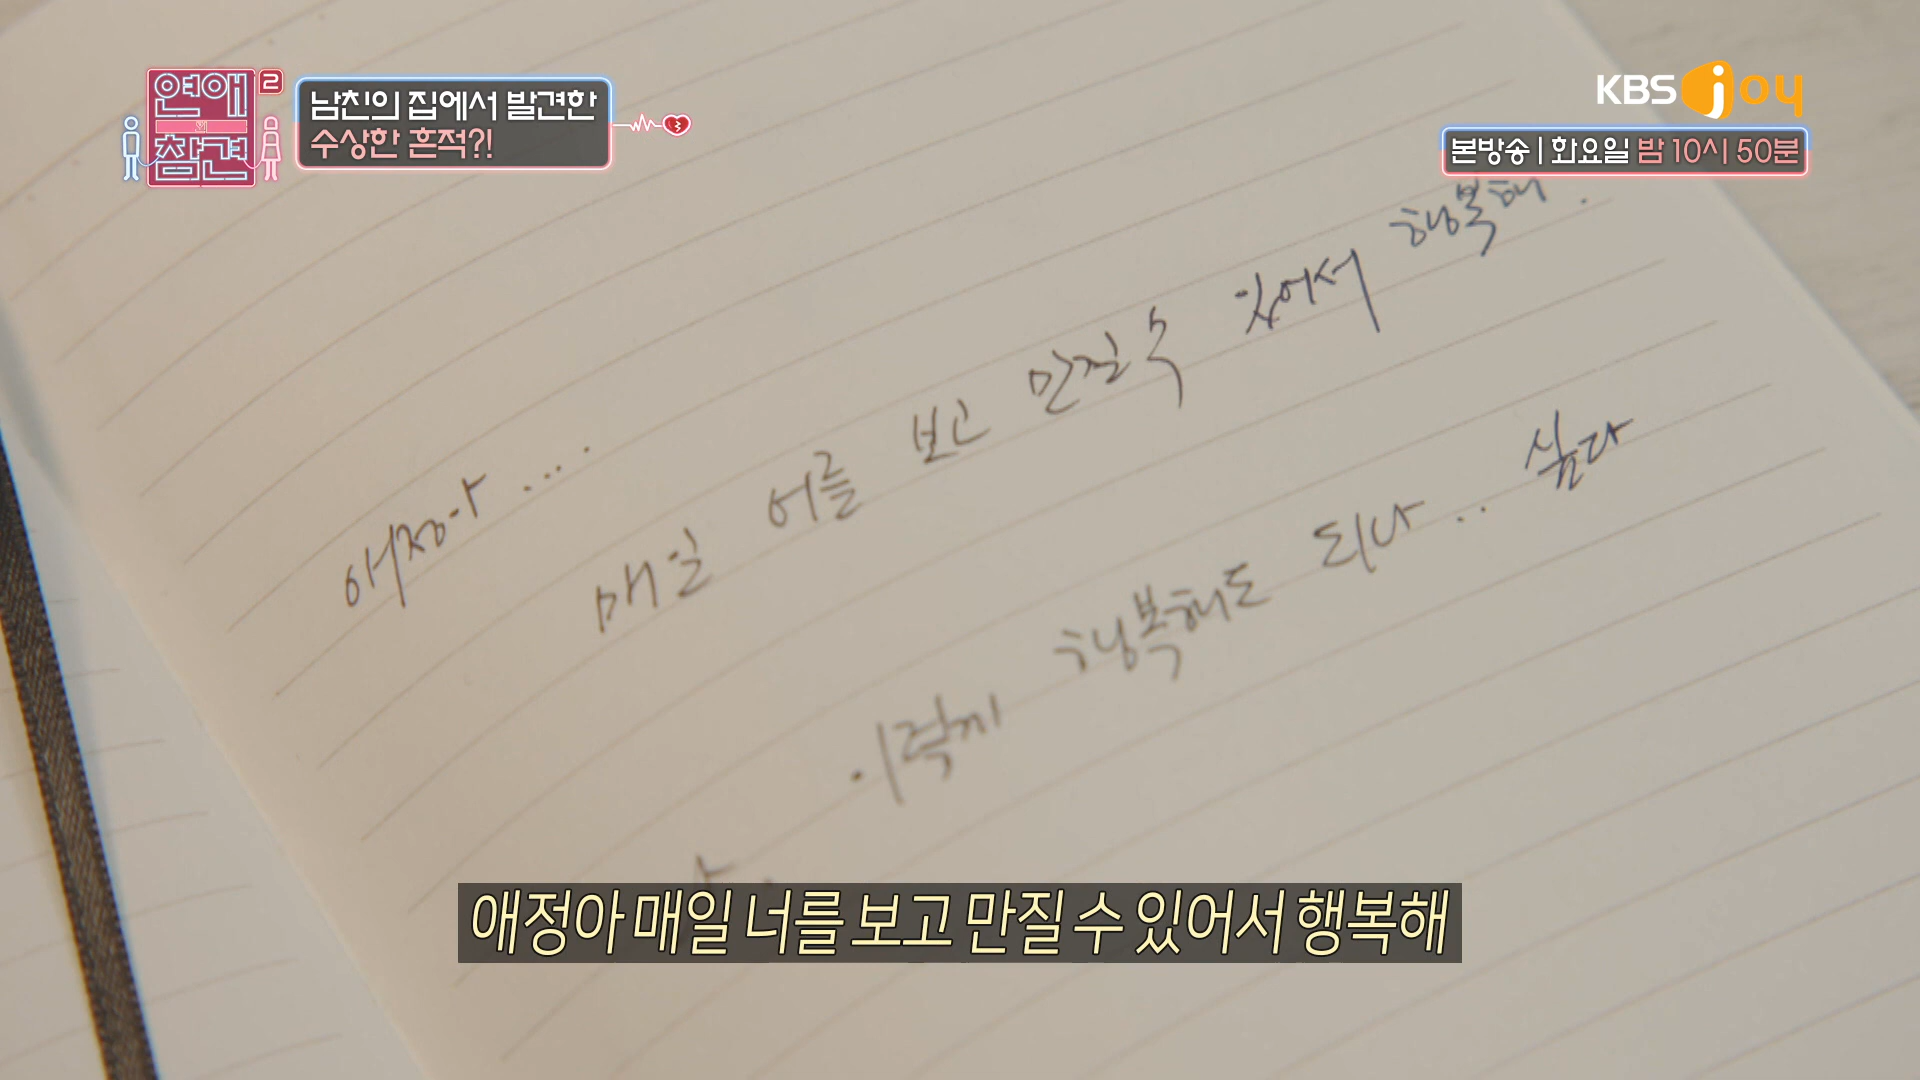 연애의 참견 2
남친의 집에서 발견한
수상한 흔적?!
KBS joy
본방송 | 화요일 밤 10시 50분
애정아....
매일 너를 보고 만질 수 있어서 행복해.
이렇게 행복해도 되나.. 싶다
애정아 매일 너를 보고 만질 수 있어서 행복해